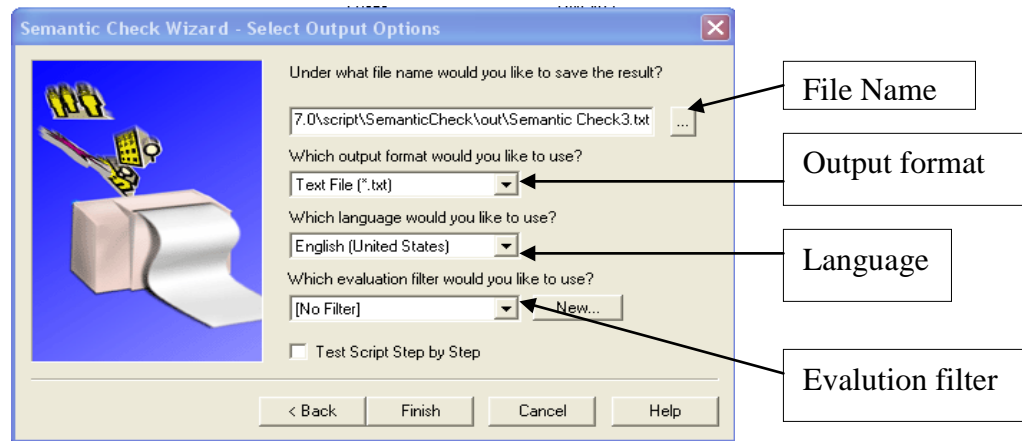 Semantic Check Wizard - Select Output Options
Under what file name would you like to save the result?
7.0\script\SemanticCheck\out\Semantic Check3.txt
...
File Name
Which output format would you like to use?
Text File (*.txt)
Output format
Which language would you like to use?
English (United States)
Language
Which evaluation filter would you like to use?
[No Filter]
New...
Test Script Step by Step
Evalution filter
< Back
Finish
Cancel
Help